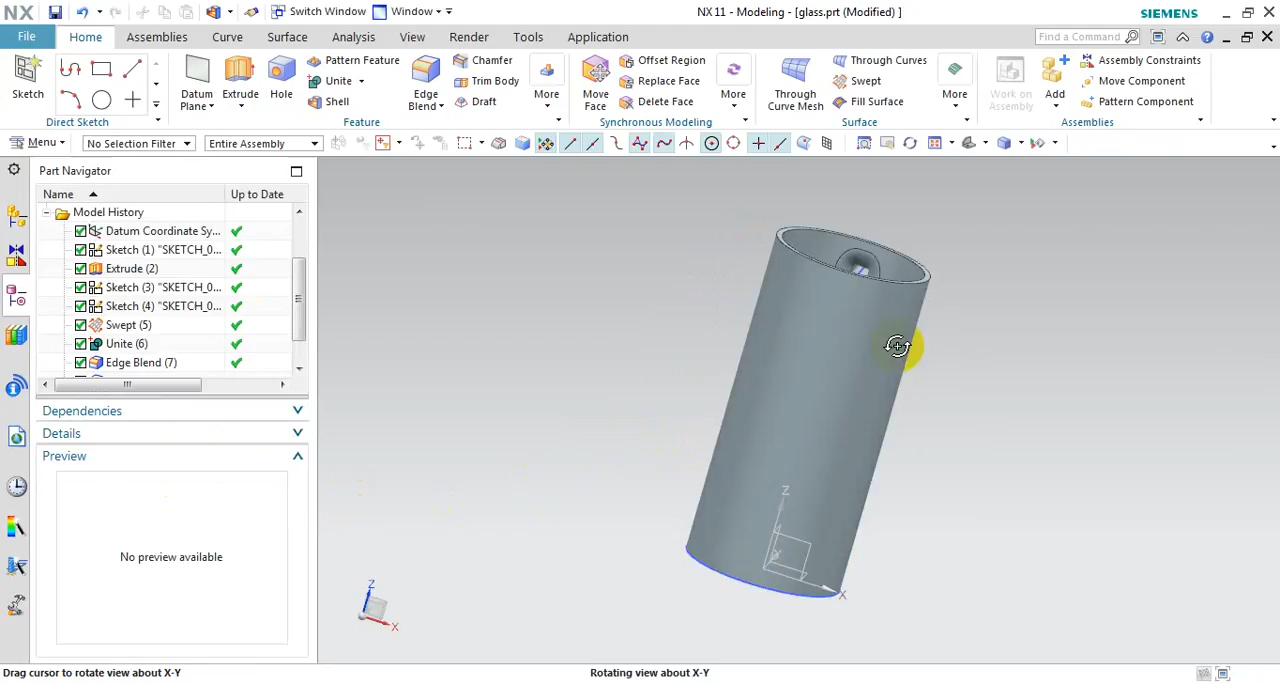 NX
Switch Window
Window
NX 11 - Modeling - [glass.prt (Modified) ]
SIEMENS
File
Home
Assemblies
Curve
Surface
Analysis
View
Render
Tools
Application
Find a Command
Sketch
Direct Sketch
Datum
Plane
Extrude
Hole
Pattern Feature
Unite
Shell
Edge
Blend
Chamfer
Trim Body
Draft
More
Feature
Move
Face
Offset Region
Replace Face
Delete Face
More
Synchronous Modeling
Through
Curve Mesh
Through Curves
Swept
Fill Surface
More
Surface
Work on
Assembly
Add
Assembly Constraints
Move Component
Pattern Component
Assemblies
Menu
No Selection Filter
Entire Assembly
Part Navigator
Name
Up to Date
Model History
Datum Coordinate Sy...
Sketch (1) "SKETCH_0...
Extrude (2)
Sketch (3) "SKETCH_0...
Sketch (4) "SKETCH_0...
Swept (5)
Unite (6)
Edge Blend (7)
Dependencies
Details
Preview
No preview available
Z
X
Z
X
Drag cursor to rotate view about X-Y
Rotating view about X-Y